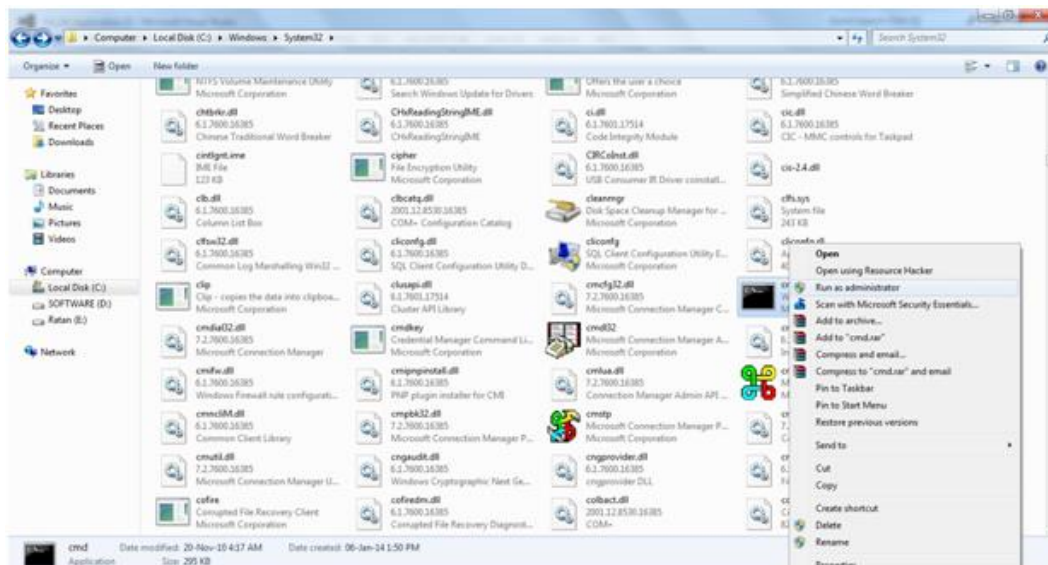 Computer ▸ Local Disk (C:) ▸ Windows ▸ System32 ▸
Search System32
Organize Open New folder
Favorites
Desktop
Recent Places
Downloads
Libraries
Documents
Music
Pictures
Videos
Computer
Local Disk (C:)
SOFTWARE (D:)
Ratan (E:)
Network
NTFS Volume Maintenance Utility
Microsoft Corporation
6.1.7600.16385
Search Windows Update for Drivers
Offers the user a choice
Microsoft Corporation
6.1.7600.16385
Simplified Chinese Word Breaker
chtbrkr.dll
6.1.7600.16385
Chinese Traditional Word Breaker
CHxReadingStringIME.dll
6.1.7600.16385
CHxReadingStringIME
ci.dll
6.1.7601.17514
Code Integrity Module
cic.dll
6.1.7600.16385
CIC - MMC controls for Taskpad
cintlgnt.ime
IME File
123 KB
cipher
File Encryption Utility
Microsoft Corporation
CIRCoInst.dll
6.1.7600.16385
USB Consumer IR Driver coinstall...
cis-2.4.dll
clb.dll
6.1.7600.16385
Column List Box
clbcatq.dll
2001.12.8530.16385
COM+ Configuration Catalog
cleanmgr
Disk Space Cleanup Manager for ...
Microsoft Corporation
clfs.sys
System file
243 KB
clfsw32.dll
6.1.7600.16385
Common Log Marshalling Win32 ...
cliconfg.dll
6.1.7600.16385
SQL Client Configuration Utility D...
cliconfg
SQL Client Configuration Utility E...
Microsoft Corporation
clip
Clip - copies the data into clipboa...
Microsoft Corporation
clusapi.dll
6.1.7601.17514
Cluster API Library
cmcfg32.dll
7.2.7600.16385
Microsoft Connection Manager C...
cmdial32.dll
7.2.7600.16385
Microsoft Connection Manager
cmdkey
Credential Manager Command Li...
Microsoft Corporation
cmdl32
Microsoft Connection Manager A...
Microsoft Corporation
cmifw.dll
6.1.7600.16385
Windows Firewall rule configurati...
cmipnpinstall.dll
6.1.7600.16385
PNP plugin installer for CMI
cmlua.dll
7.2.7600.16385
Connection Manager Admin API ...
cmncliM.dll
6.1.7600.16385
Common Client Library
cmpbk32.dll
7.2.7600.16385
Microsoft Connection Manager P...
cmstp
Microsoft Connection Manager P...
Microsoft Corporation
cmutil.dll
7.2.7600.16385
Microsoft Connection Manager U...
cngaudit.dll
6.1.7600.16385
Windows Cryptographic Next Ge...
cngprovider.dll
6.1.7600.16385
cngprovider DLL
cofire
Corrupted File Recovery Client
Microsoft Corporation
cofiredm.dll
6.1.7600.16385
Corrupted File Recovery Diagnost...
colbact.dll
2001.12.8530.16385
COM+
Open
Open using Resource Hacker
Run as administrator
Scan with Microsoft Security Essentials...
Add to archive...
Add to "cmd.rar"
Compress and email...
Compress to "cmd.rar" and email
Pin to Taskbar
Pin to Start Menu
Restore previous versions
Send to
Cut
Copy
Create shortcut
Delete
Rename
Properties
cmd Date modified: 20-Nov-10 4:17 AM Date created: 06-Jan-14 1:50 PM
Application Size: 295 KB